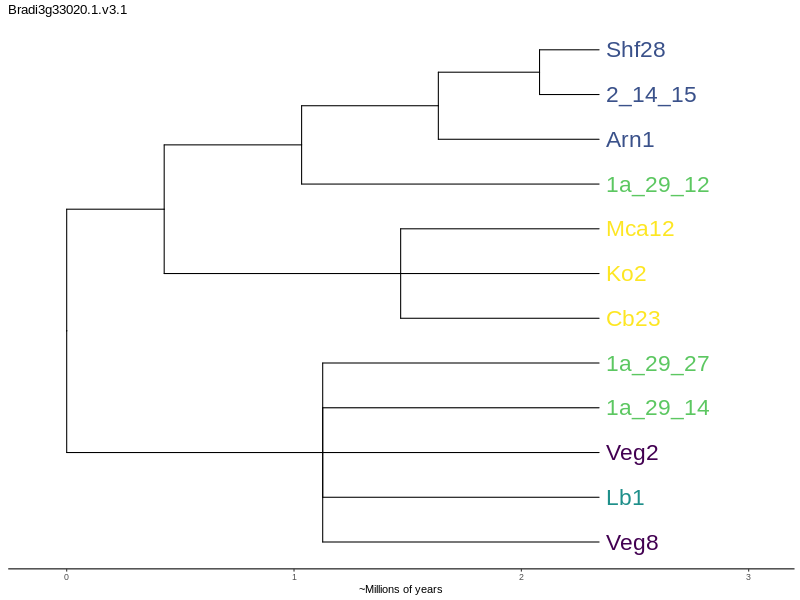 Bradi3g33020.1.v3.1
Shf28
2_14_15
Arn1
1a_29_12
Mca12
Ko2
Cb23
1a_29_27
1a_29_14
Veg2
Lb1
Veg8
0 1 2 3
~Millions of years